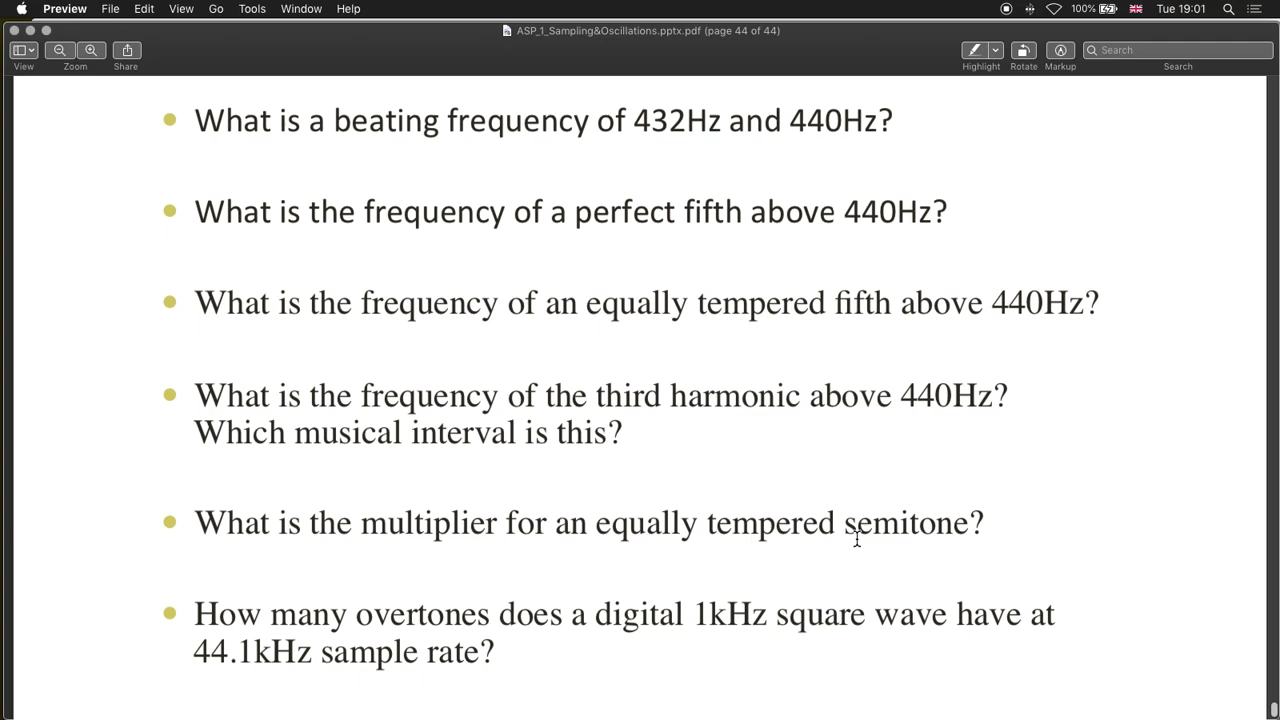 Preview File Edit View Go Tools Window Help 100% Tue 19:01
ASP_1_Sampling&Oscillations.pptx.pdf (page 44 of 44)
Search
View Zoom Share Highlight Rotate Markup Search
What is a beating frequency of 432Hz and 440Hz?
What is the frequency of a perfect fifth above 440Hz?
What is the frequency of an equally tempered fifth above 440Hz?
What is the frequency of the third harmonic above 440Hz?
Which musical interval is this?
What is the multiplier for an equally tempered semitone?
How many overtones does a digital 1kHz square wave have at
44.1kHz sample rate?